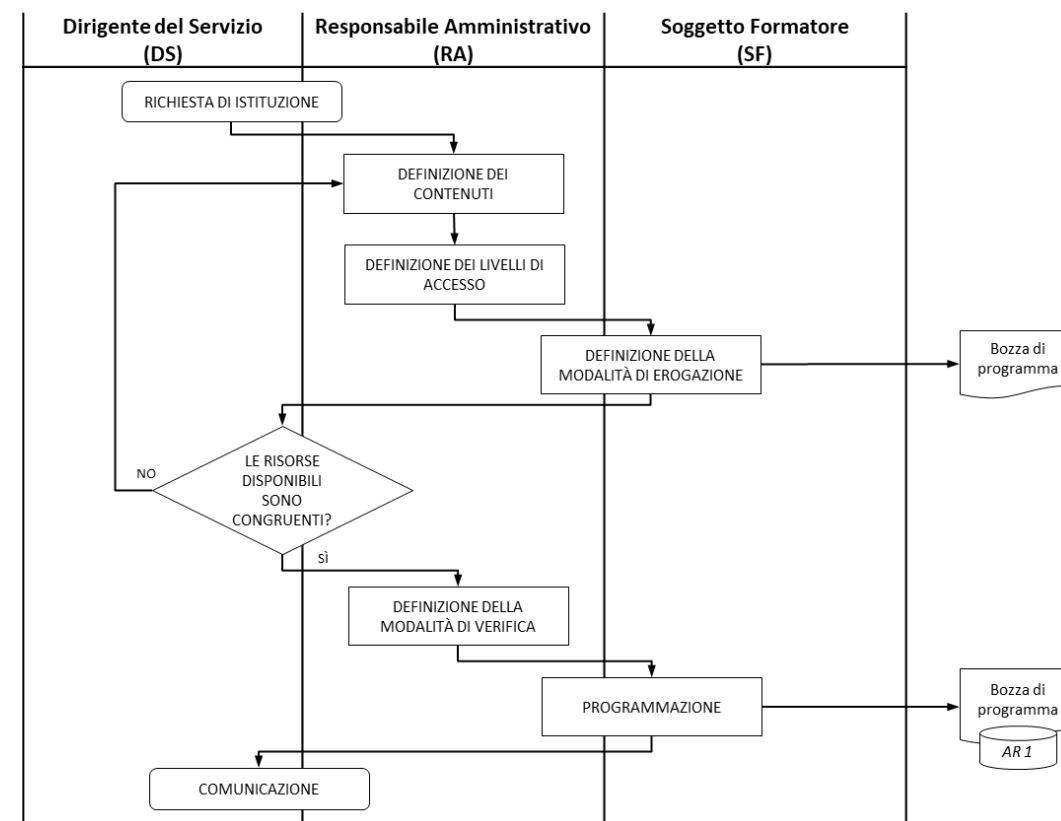 Dirigente del Servizio
(DS)
Responsabile Amministrativo
(RA)
Soggetto Formatore
(SF)
RICHIESTA DI ISTITUZIONE
DEFINIZIONE DEI
CONTENUTI
DEFINIZIONE DEI LIVELLI DI
ACCESSO
DEFINIZIONE DELLA
MODALITÀ DI EROGAZIONE
Bozza di
programma
LE RISORSE
DISPONIBILI
SONO
CONGRUENTI?
NO
SÌ
DEFINIZIONE DELLA
MODALITÀ DI VERIFICA
PROGRAMMAZIONE
Bozza di
programma
AR 1
COMUNICAZIONE